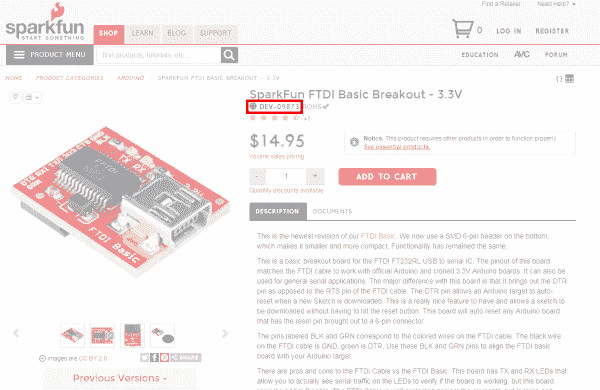 Find a Retailer Need Help?
sparkfun
START SOMETHING
SHOP LEARN BLOG SUPPORT
0 LOG IN REGISTER
PRODUCT MENU find products, tutorials, etc...
EDUCATION AVC FORUM
HOME / PRODUCT CATEGORIES / ARDUINO / SPARKFUN FTDI BASIC BREAKOUT - 3.3V
SparkFun FTDI Basic Breakout - 3.3V
DEV-09873 ROHS
$14.95
Volume sales pricing
Notice. This product requires other products in order to function properly.
See essential products.
- 1 +
ADD TO CART
Quantity discounts available
DESCRIPTION DOCUMENTS
This is the newest revision of our FTDI Basic. We now use a SMD 6-pin header on the bottom,
which makes it smaller and more compact. Functionality has remained the same.
This is a basic breakout board for the FTDI FT232RL USB to serial IC. The pinout of this board
matches the FTDI cable to work with official Arduino and cloned 3.3V Arduino boards. It can also be
used for general serial applications. The major difference with this board is that it brings out the DTR
pin as opposed to the RTS pin of the FTDI cable. The DTR pin allows an Arduino target to auto-
reset when a new Sketch is downloaded. This is a really nice feature to have and allows a sketch to
be downloaded without having to hit the reset button. This board will auto reset any Arduino board
that has the reset pin brought out to a 6-pin connector.
The pins labeled BLK and GRN correspond to the colored wires on the FTDI cable. The black wire
on the FTDI cable is GND, green is DTR. Use these BLK and GRN pins to align the FTDI basic
board with your Arduino target.
There are pros and cons to the FTDI Cable vs the FTDI Basic. This board has TX and RX LEDs that
allow you to actually see serial traffic on the LEDs to verify if the board is working, but this board
FTDI
TX RX
FTDI Basic
images are CC BY 2.0
SHARE
Previous Versions